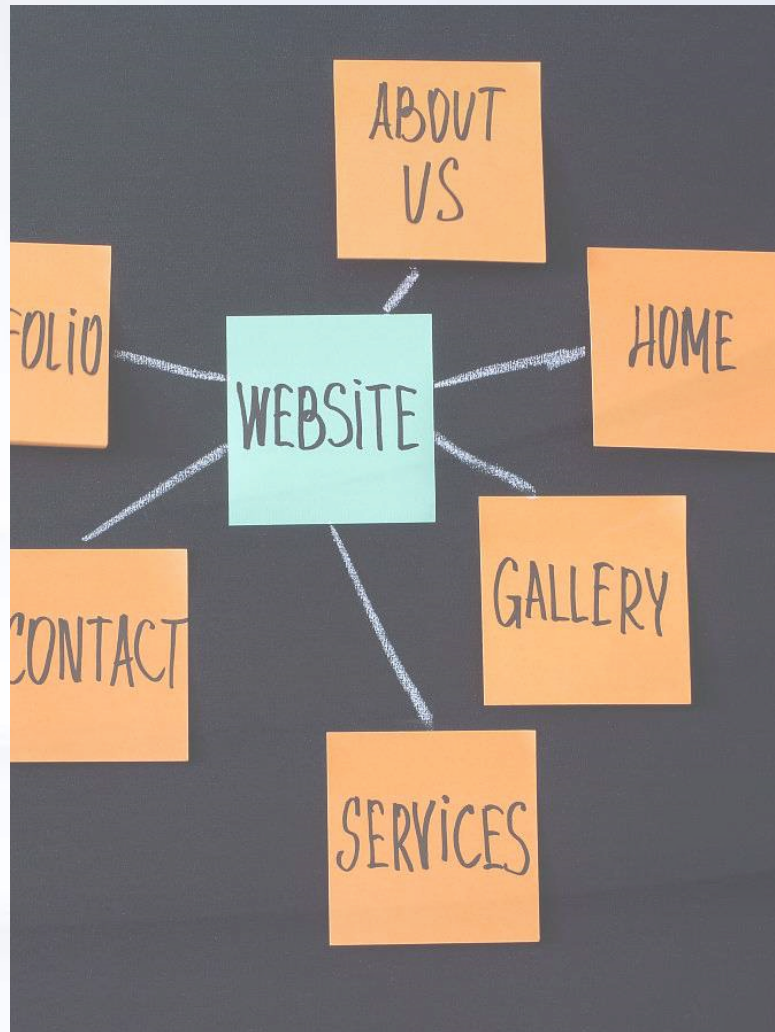 ABOUT
US
FOLiO
HOME
WEBSiTE
GALLERY
CONTACT
SERViCES